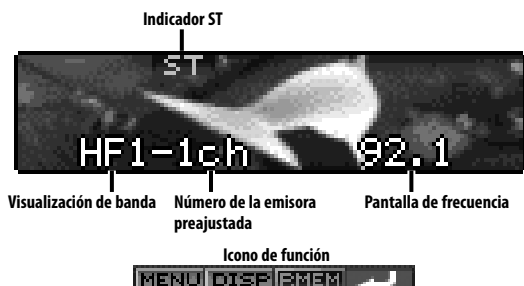 Indicador ST
ST
HF1-1ch 92.1
Visualización de banda Número de la emisora preajustada Pantalla de frecuencia
Icono de función
MENU DISP BMEM